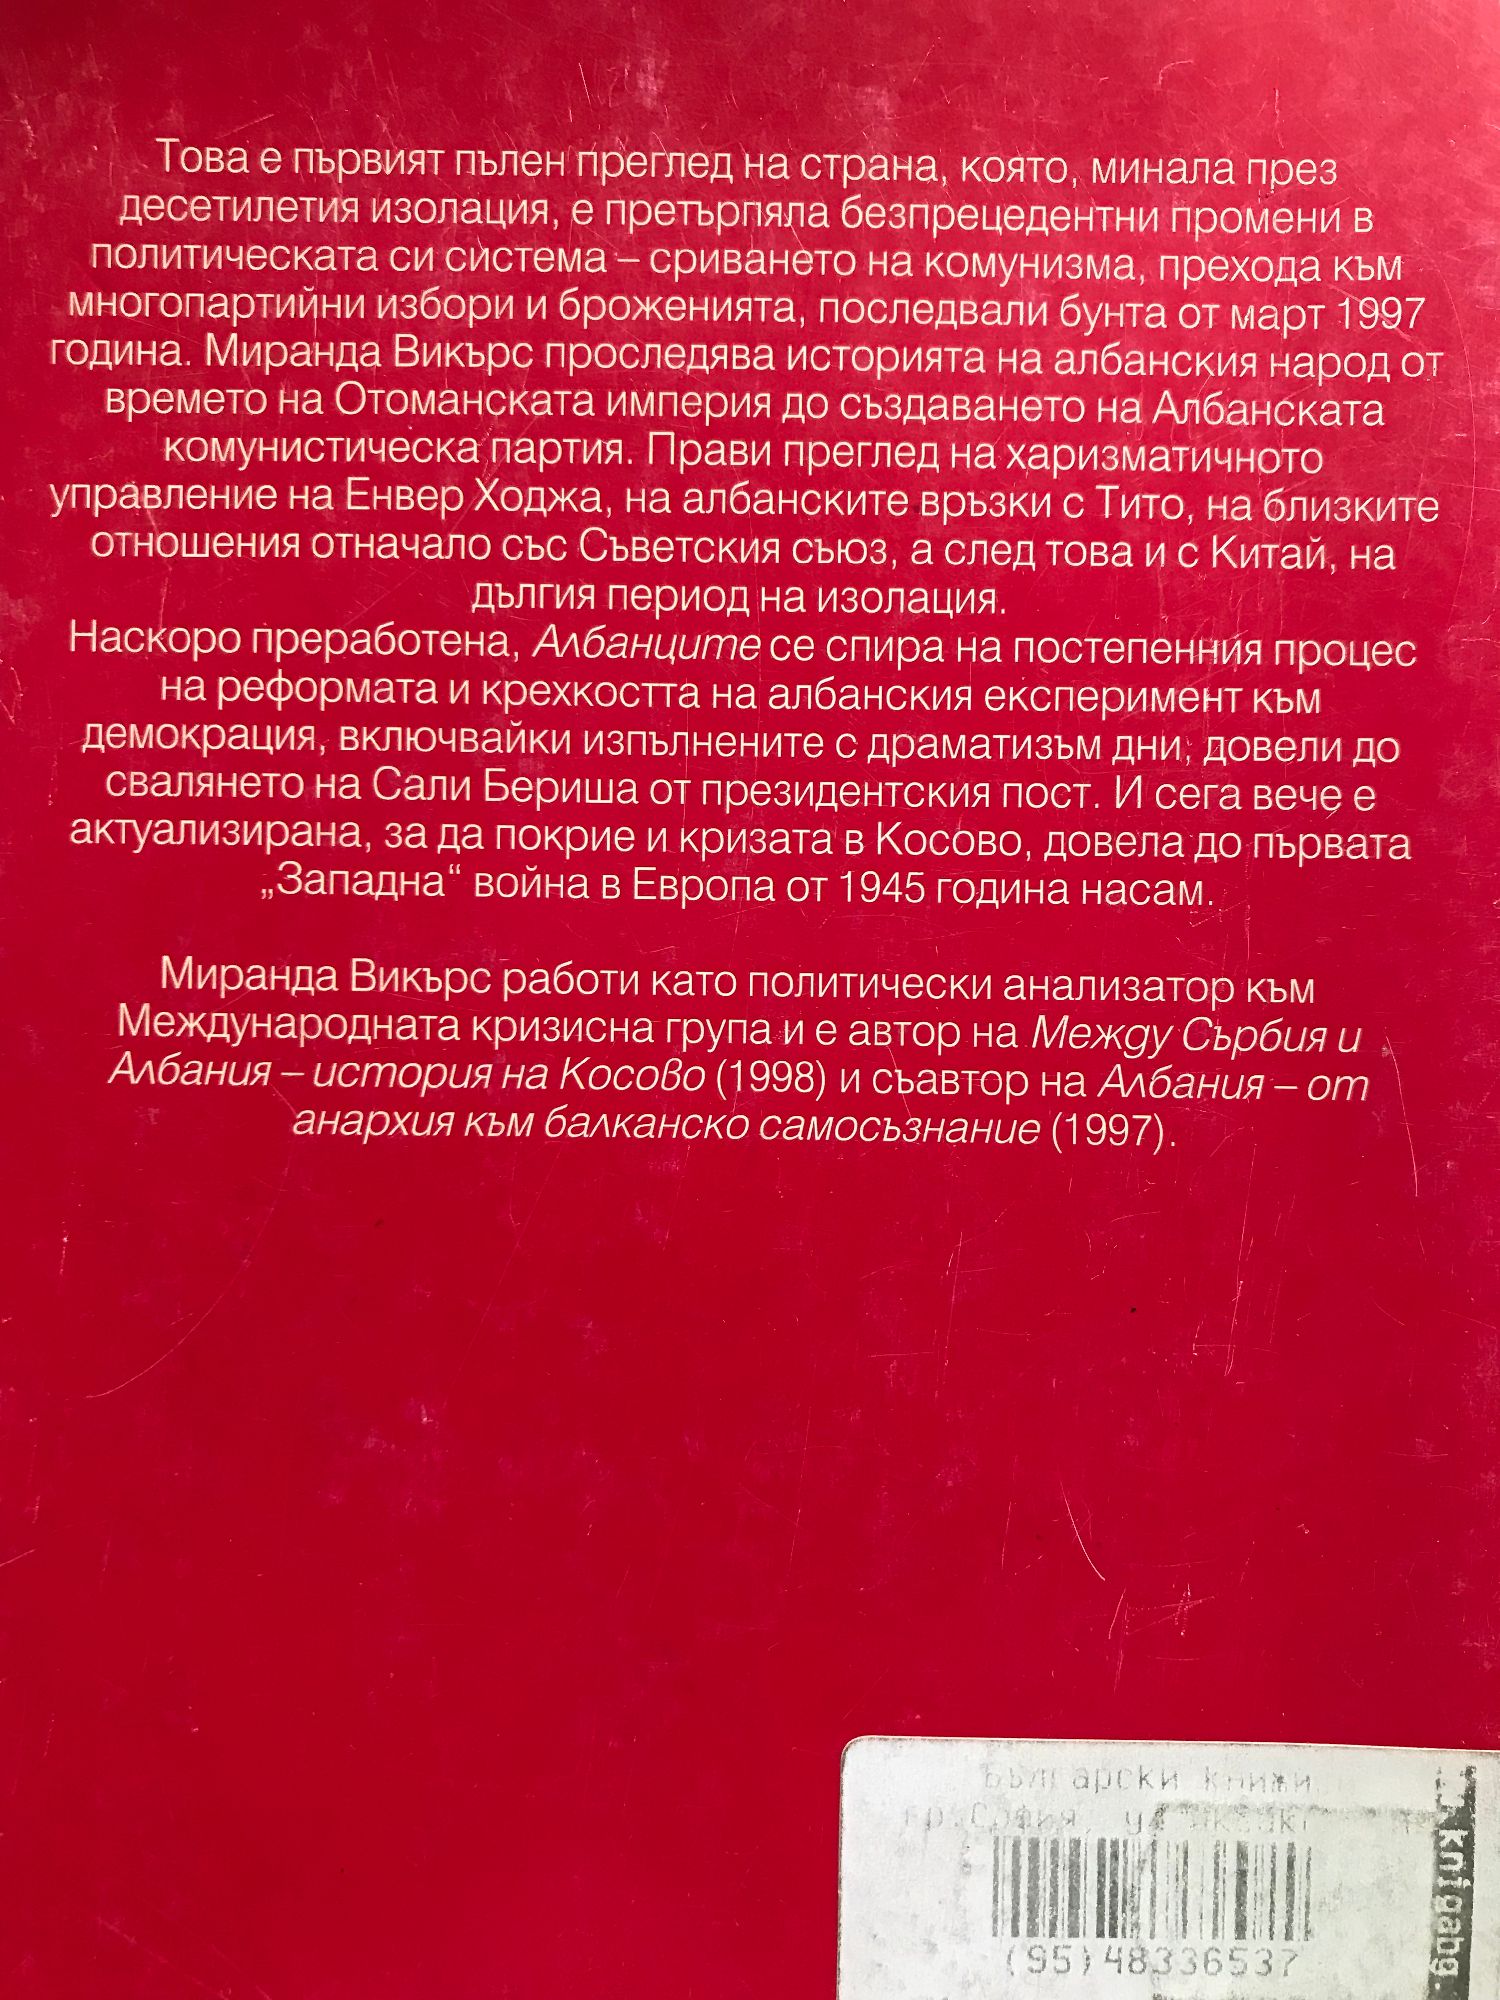 Това е първият пълен преглед на страна, която, минала през
десетилетия изолация, е претърпяла безпрецедентни промени в
политическата си система – сриването на комунизма, прехода към
многопартийни избори и броженията, последвали бунта от март 1997
година. Миранда Викърс проследява историята на албанския народ от
времето на Отоманската империя до създаването на Албанската
комунистическа партия. Прави преглед на харизматичното
управление на Енвер Ходжа, на албанските връзки с Тито, на близките
отношения отначало със Съветския съюз, а след това и с Китай, на
дългия период на изолация.
Наскоро преработена, Албанците се спира на постепенния процес
на реформата и крехкостта на албанския експеримент към
демокрация, включвайки изпълнените с драматизъм дни, довели до
свалянето на Сали Бериша от президентския пост. И сега вече е
актуализирана, за да покрие и кризата в Косово, довела до първата
„Западна“ война в Европа от 1945 година насам.
Миранда Викърс работи като политически анализатор към
Международната кризисна група и е автор на Между Сърбия и
Албания – история на Косово (1998) и съавтор на Албания – от
анархия към балканско самосъзнание (1997).
Български книжи
гр.София,
(95)48336537
knigabg.